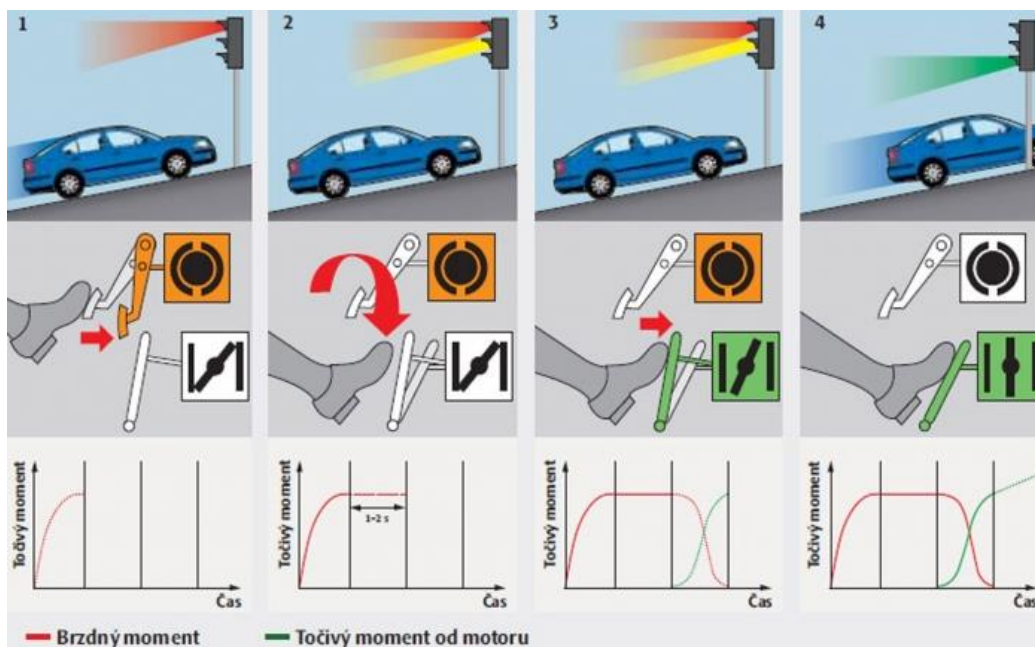 1
2
3
4
Točivý moment
Čas
Točivý moment
1–2 s
Čas
Točivý moment
Čas
Točivý moment
Čas
Brzdný moment
Točivý moment od motoru